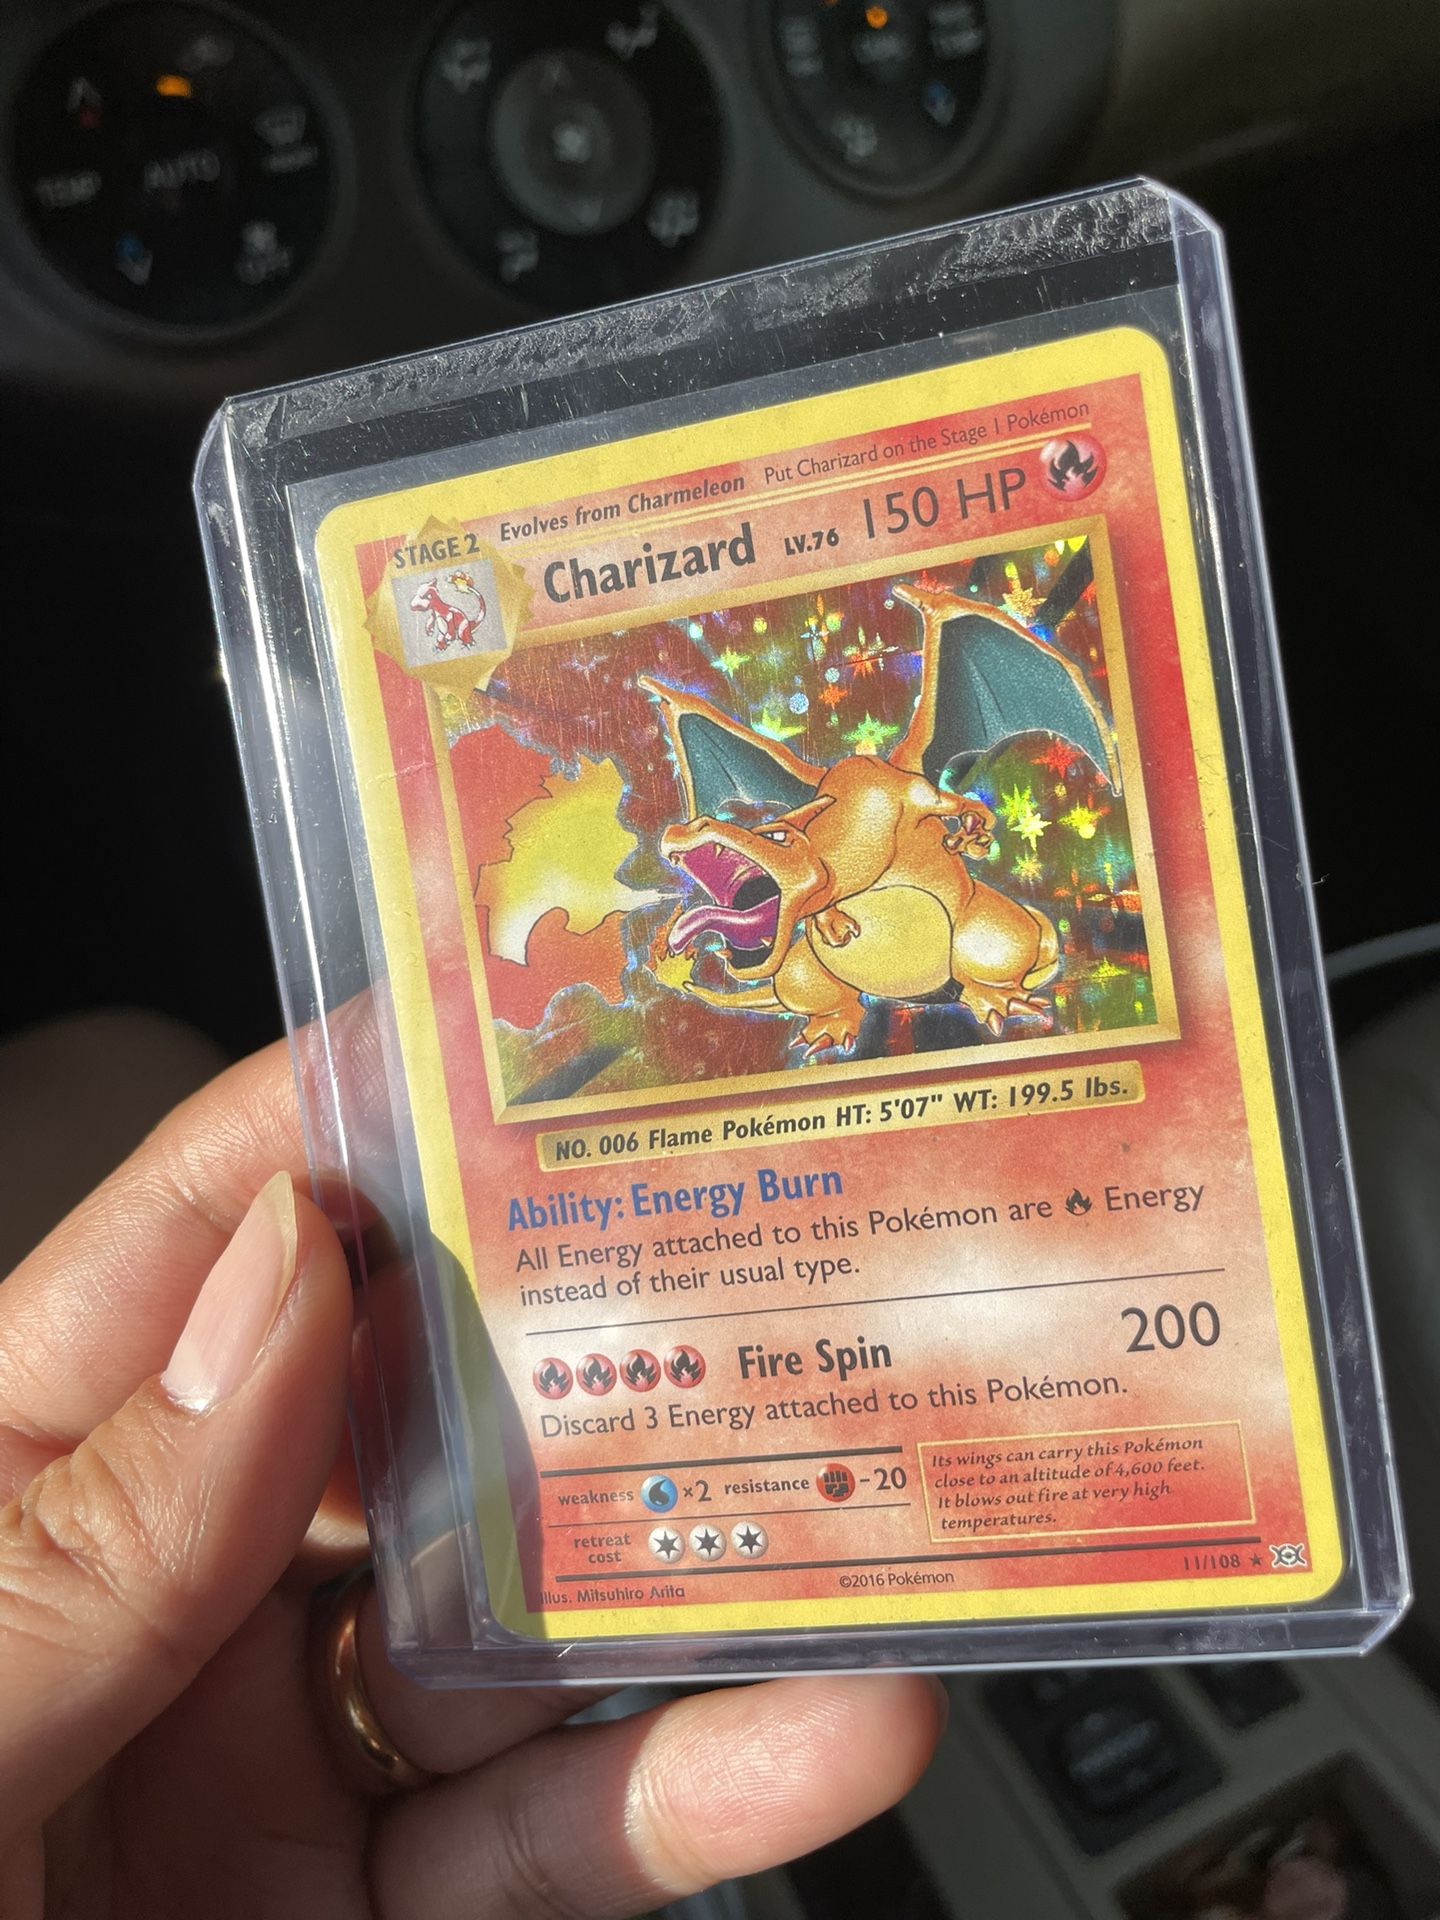 TEMP
AUTO
Evolves from Charmeleon Put Charizard on the Stage 1 Pokémon
STAGE 2
Charizard LV.76 150 HP
NO. 006 Flame Pokémon HT: 5'07" WT: 199.5 lbs.
Ability: Energy Burn
All Energy attached to this Pokémon are Energy
instead of their usual type.
Fire Spin 200
Discard 3 Energy attached to this Pokémon.
weakness ×2 resistance -20
retreat
cost
Its wings can carry this Pokémon
close to an altitude of 4,600 feet.
It blows out fire at very high
temperatures.
Illus. Mitsuhiro Arita
©2016 Pokémon
11/108 ★